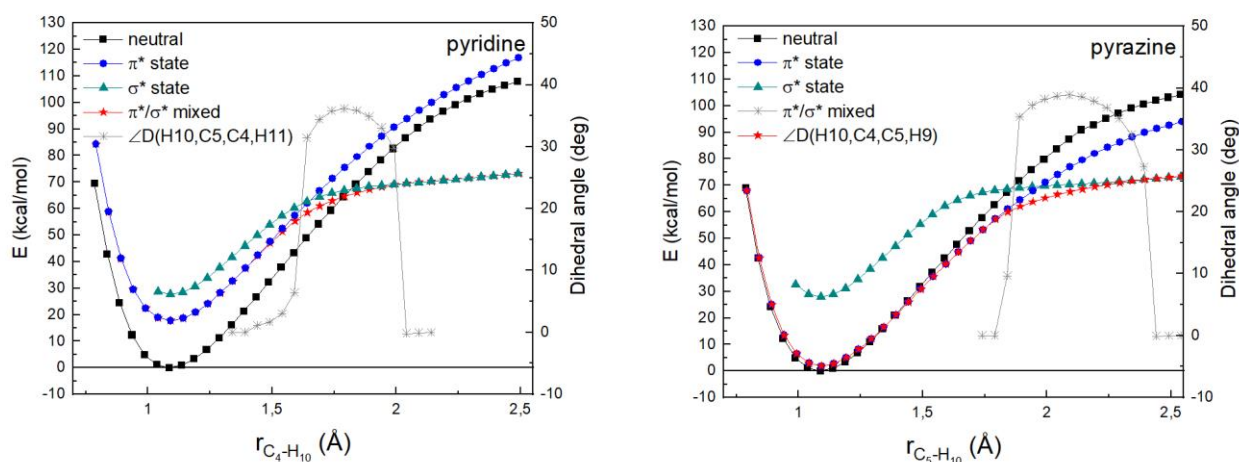 pyridine
neutral
π* state
σ* state
π*/σ* mixed
∠D(H10,C5,C4,H11)
E (kcal/mol)
130
120
110
100
90
80
70
60
50
40
30
20
10
0
-10
1
1,5
2
2,5
r C4-H10 (Å)
50
40
30
20
10
0
-10
Dihedral angle (deg)
pyrazine
neutral
π* state
σ* state
π*/σ* mixed
∠D(H10,C4,C5,H9)
E (kcal/mol)
130
120
110
100
90
80
70
60
50
40
30
20
10
0
-10
1
1,5
2
2,5
r C5-H10 (Å)
50
40
30
20
10
0
-10
Dihedral angle (deg)